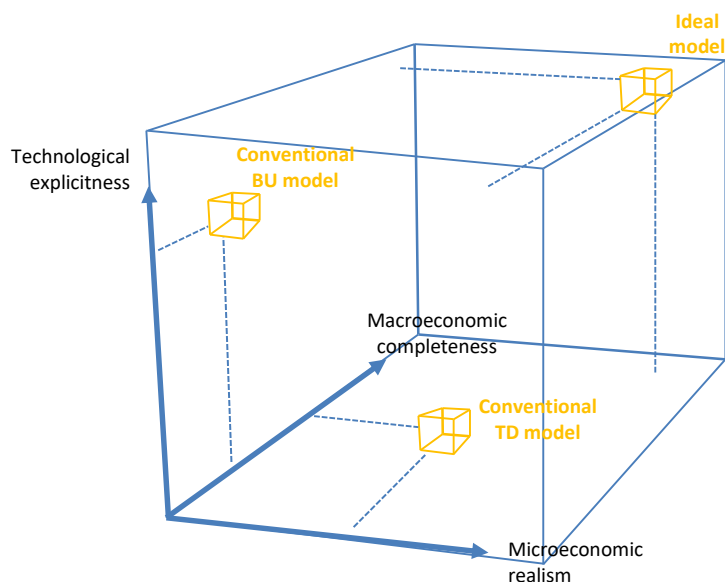 Ideal
model
Technological
explicitness
Conventional
BU model
Macroeconomic
completeness
Conventional
TD model
Microeconomic
realism